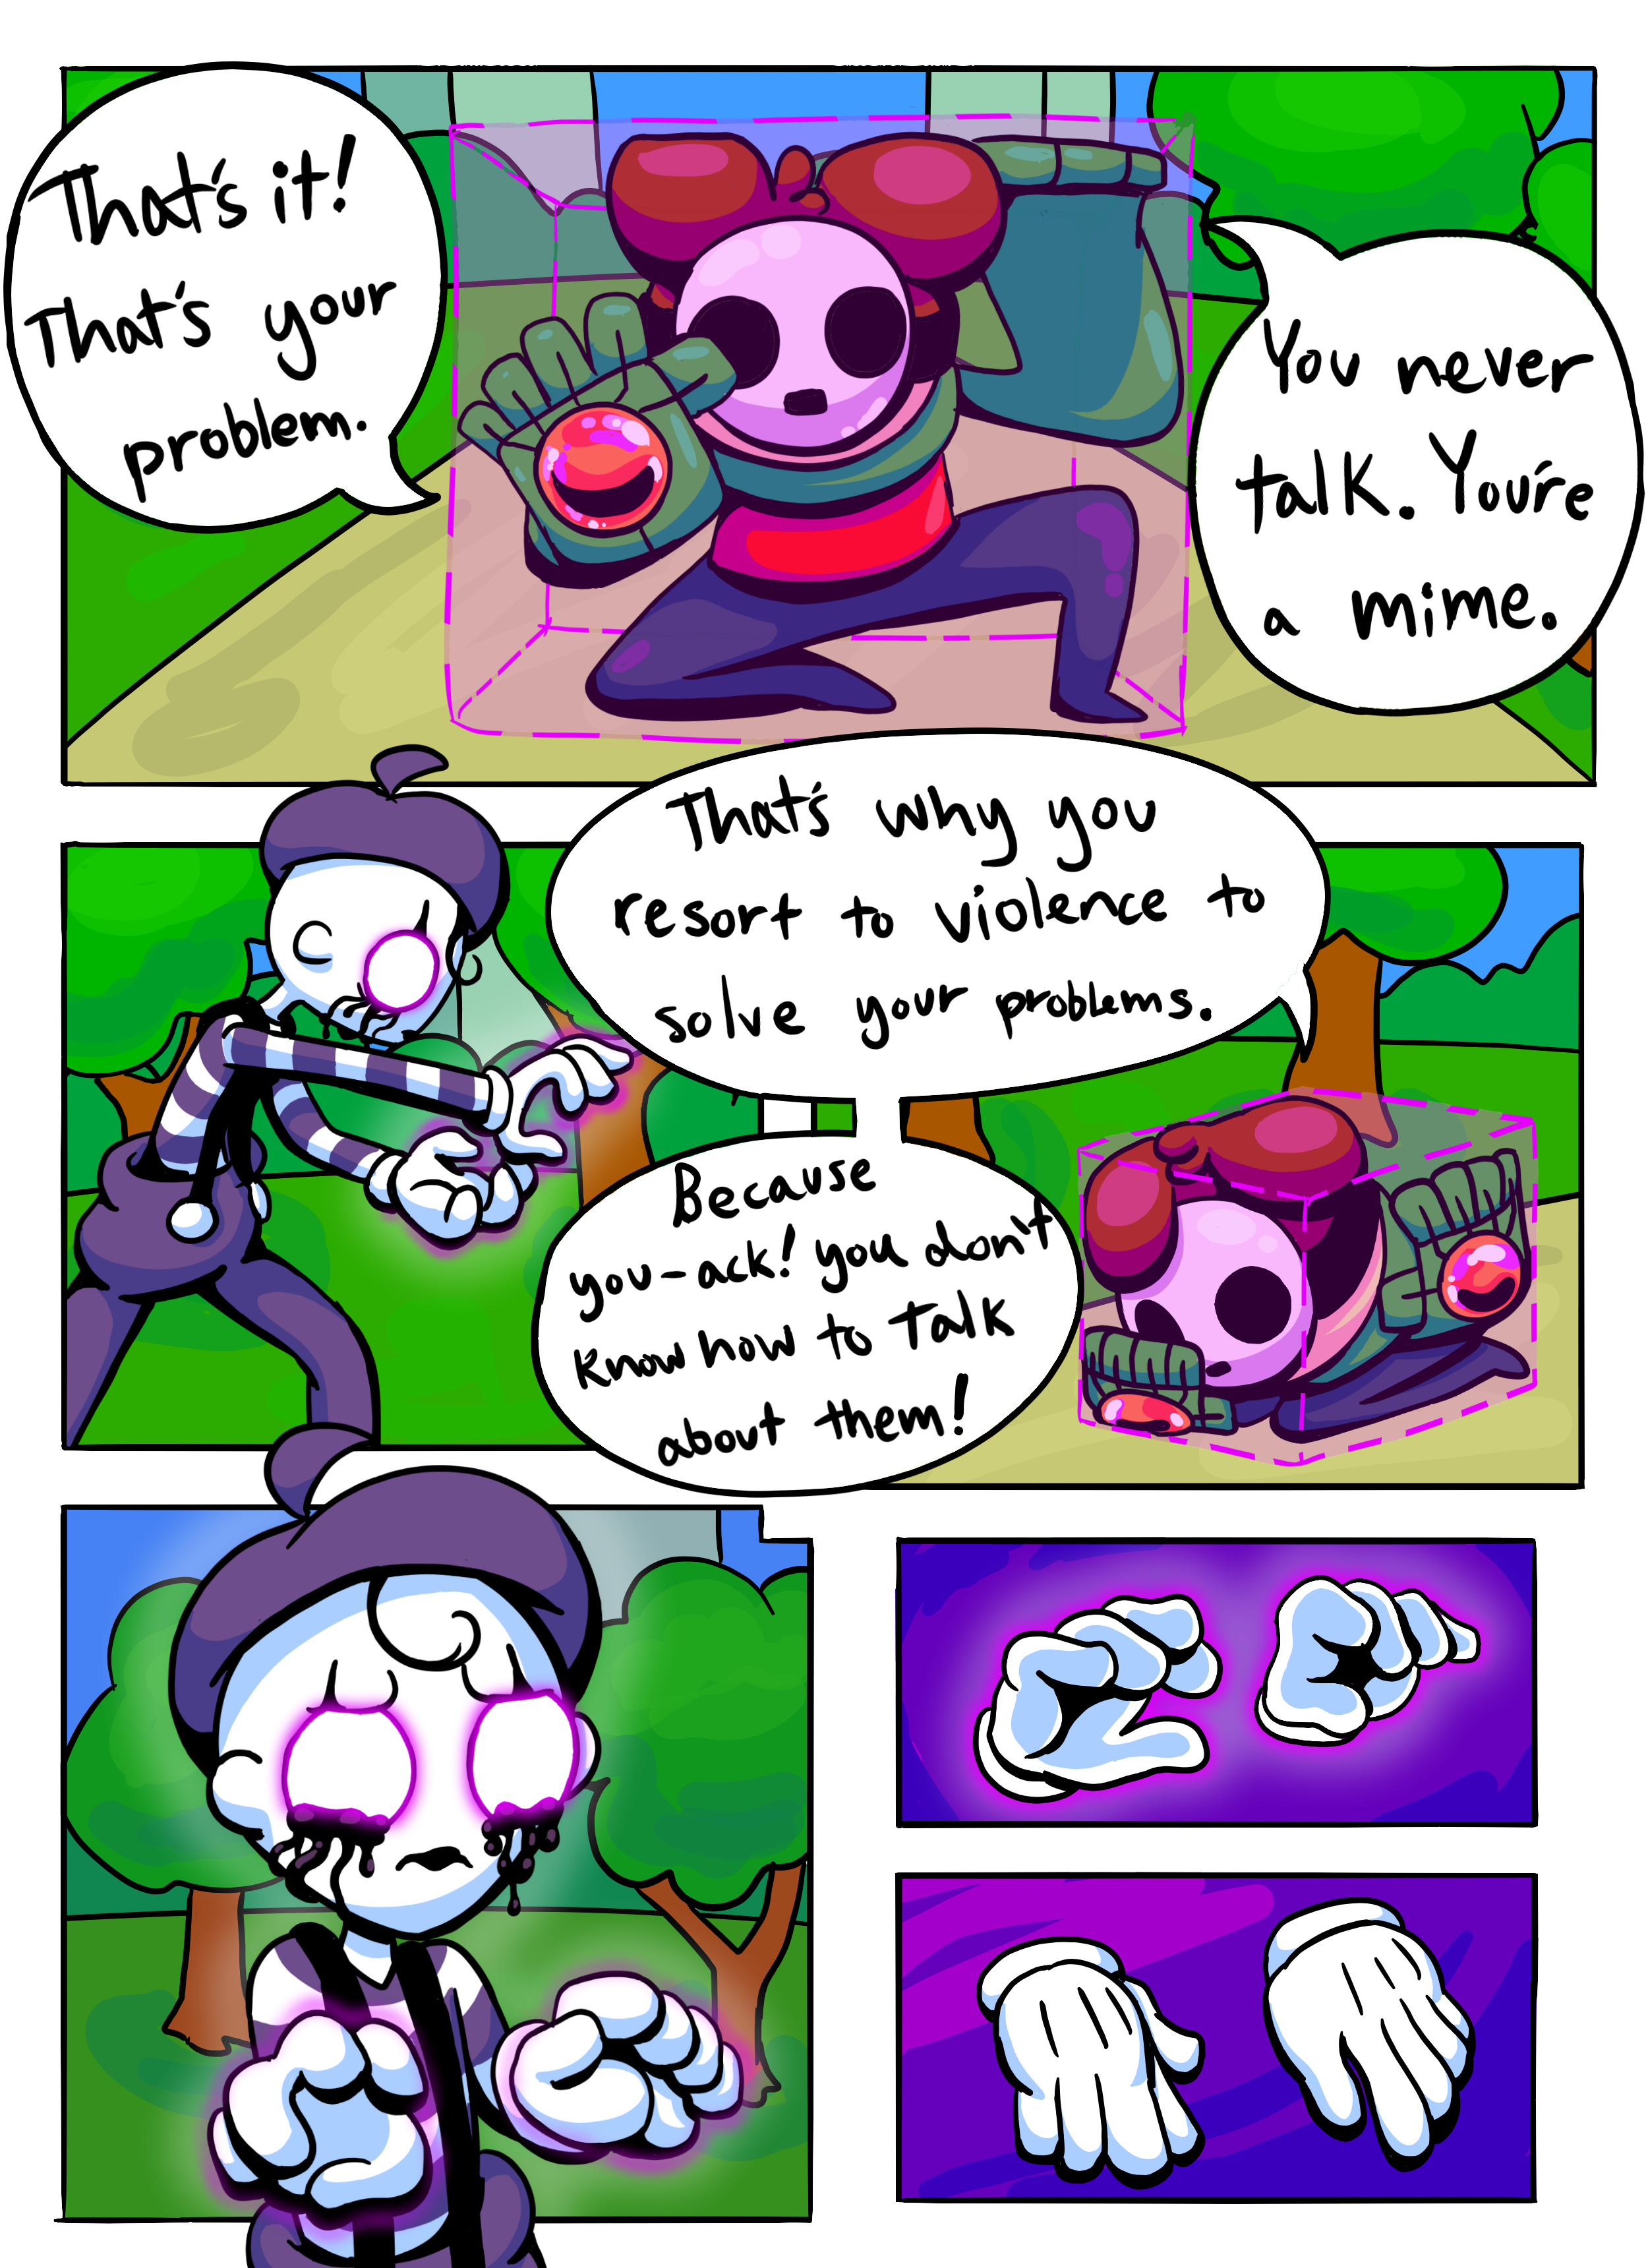 That's it!
That's your
problem.
You never
talk. You're
a mime.
That's why you
resort to violence to
solve your problems.
Because
you-ack! you don't
know how to talk
about them!